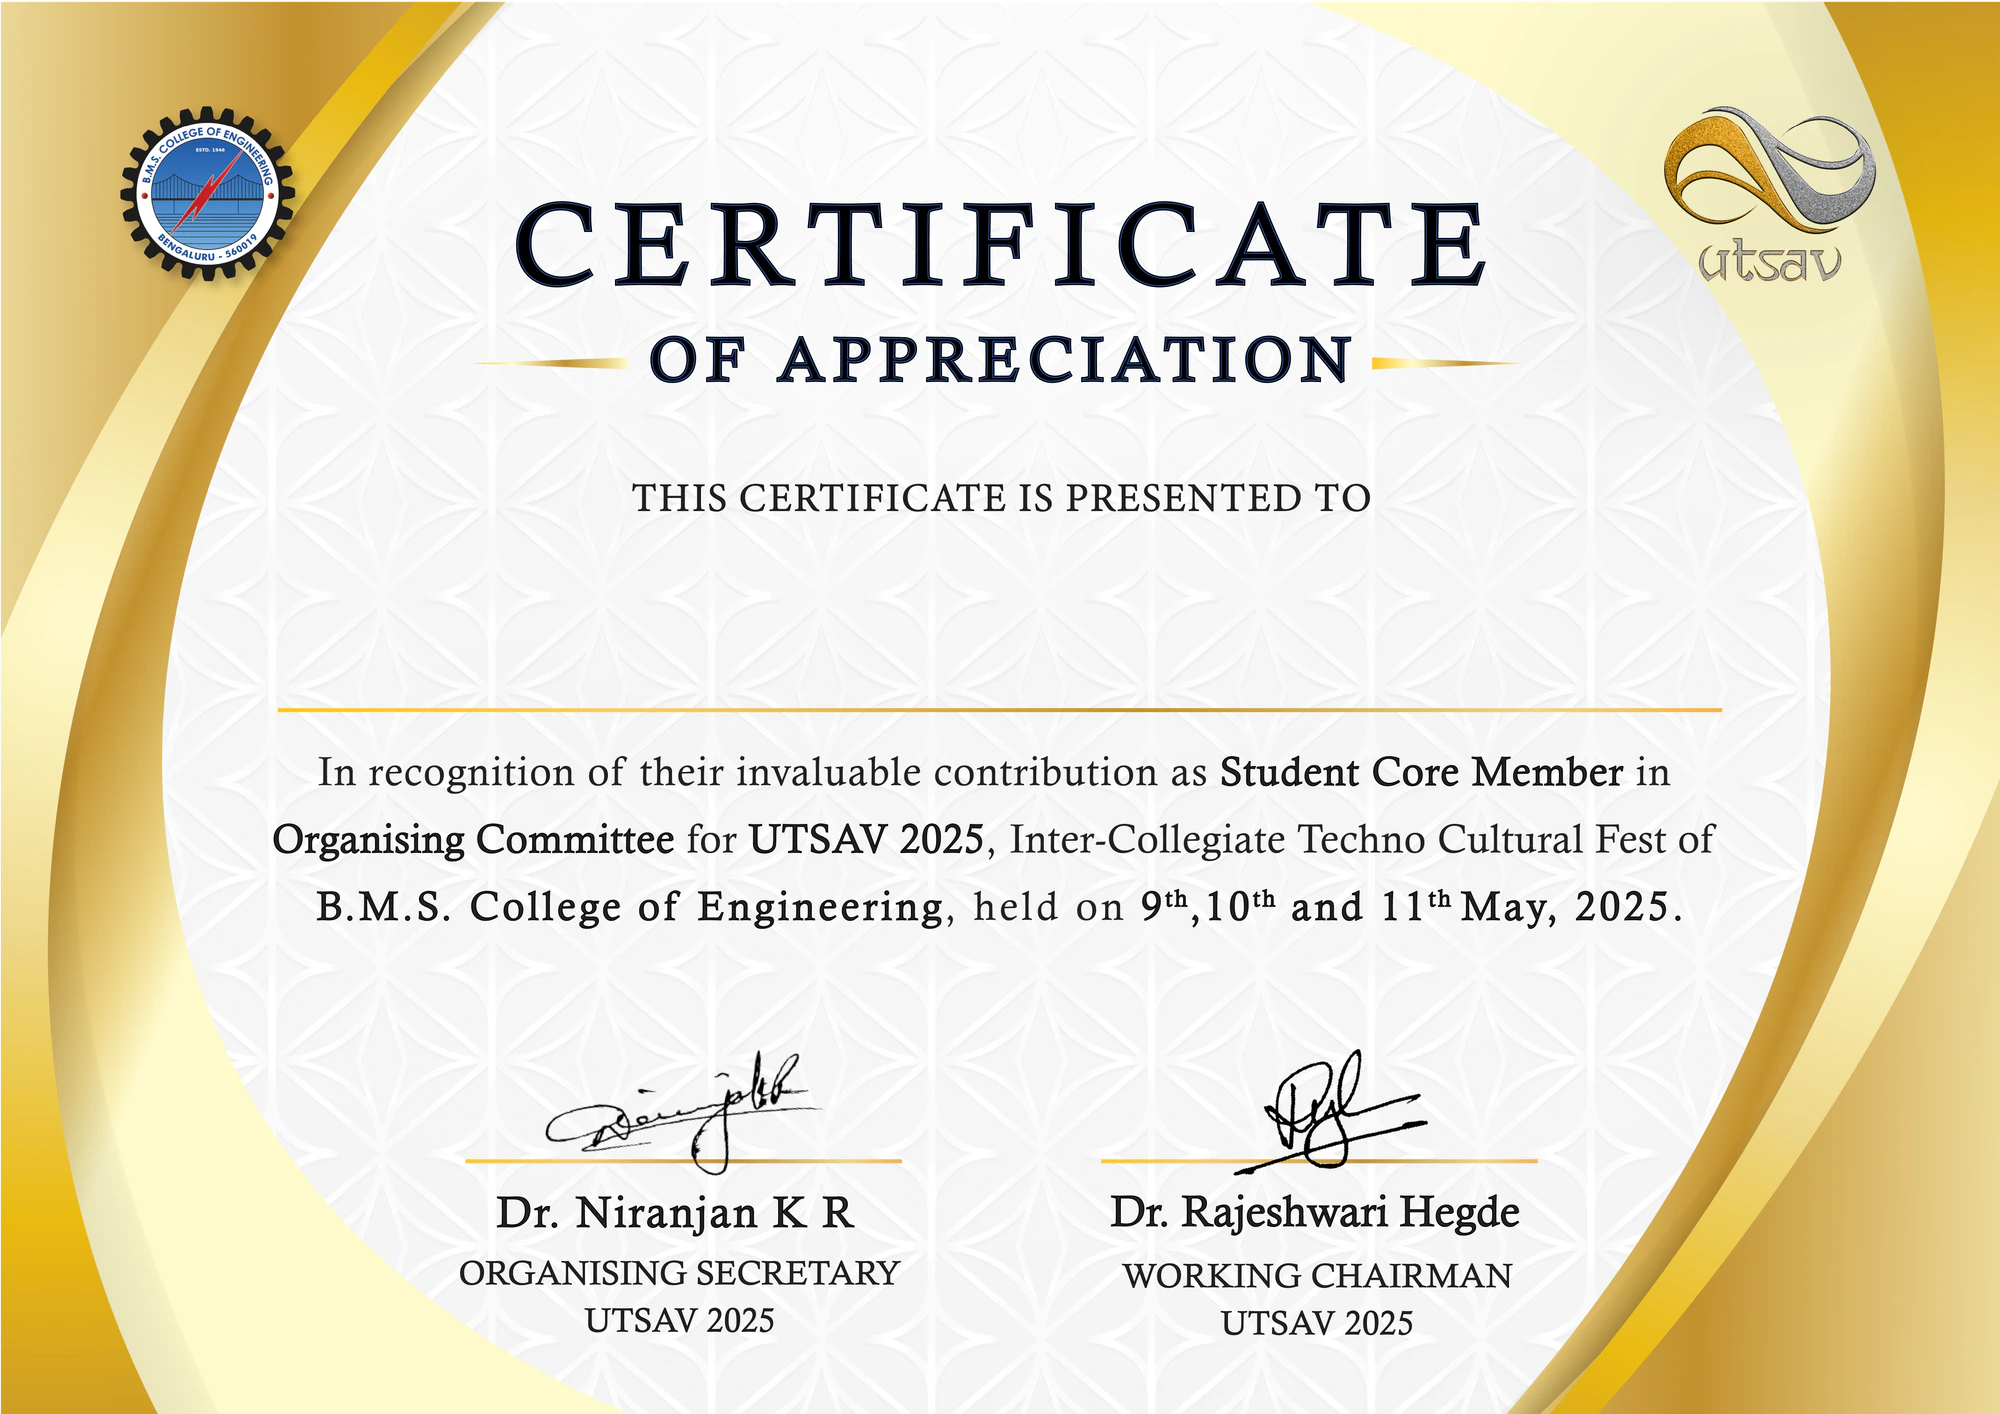 B.M.S. COLLEGE OF ENGINEERING
ESTD. 1946
BENGALURU - 560019
utsav
CERTIFICATE
OF APPRECIATION
THIS CERTIFICATE IS PRESENTED TO
In recognition of their invaluable contribution as Student Core Member in
Organising Committee for UTSAV 2025, Inter-Collegiate Techno Cultural Fest of
B.M.S. College of Engineering, held on 9th,10th and 11th May, 2025.
Dr. Niranjan K R
ORGANISING SECRETARY
UTSAV 2025
Dr. Rajeshwari Hegde
WORKING CHAIRMAN
UTSAV 2025